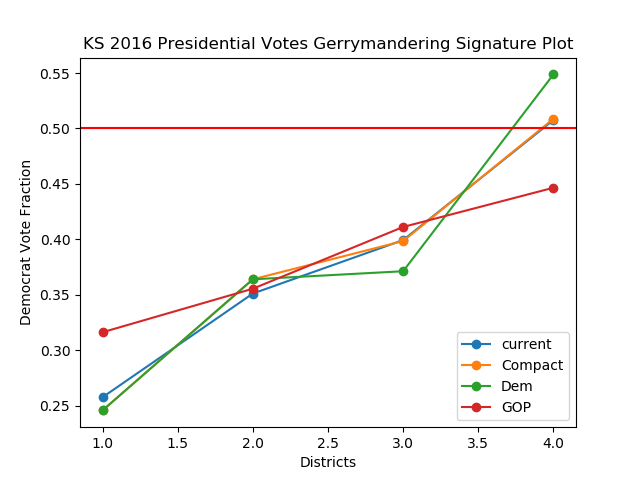 KS 2016 Presidential Votes Gerrymandering Signature Plot
0.55
0.50
0.45
0.40
0.35
0.30
0.25
Democrat Vote Fraction
current
Compact
Dem
GOP
1.0 1.5 2.0 2.5 3.0 3.5 4.0
Districts